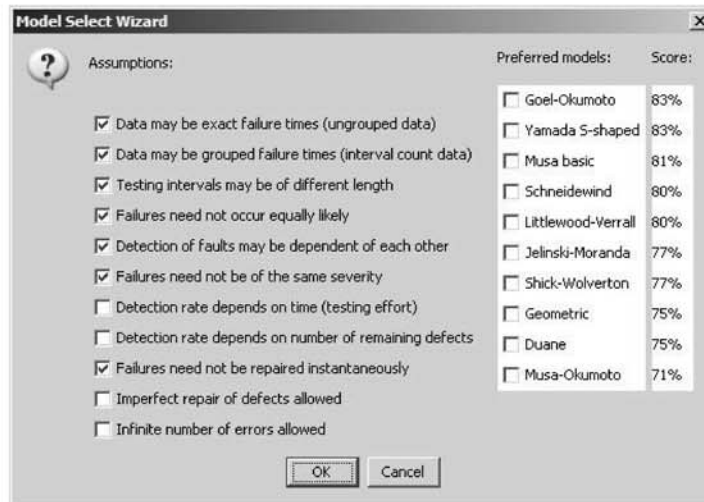 Model Select Wizard
Assumptions:
Data may be exact failure times (ungrouped data)
Data may be grouped failure times (interval count data)
Testing intervals may be of different length
Failures need not occur equally likely
Detection of faults may be dependent of each other
Failures need not be of the same severity
Detection rate depends on time (testing effort)
Detection rate depends on number of remaining defects
Failures need not be repaired instantaneously
Imperfect repair of defects allowed
Infinite number of errors allowed
Preferred models: Score:
Goel-Okumoto 83%
Yamada S-shaped 83%
Musa basic 81%
Schneidewind 80%
Littlewood-Verrall 80%
Jelinski-Moranda 77%
Shick-Wolverton 77%
Geometric 75%
Duane 75%
Musa-Okumoto 71%
OK Cancel